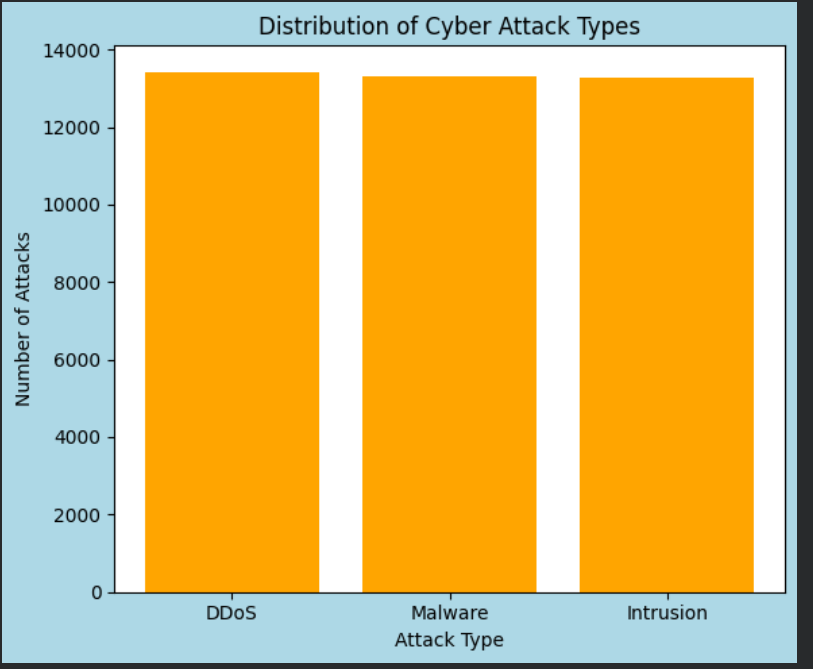 Distribution of Cyber Attack Types
14000
12000
10000
8000
6000
4000
2000
0
Number of Attacks
DDoS Malware Intrusion
Attack Type